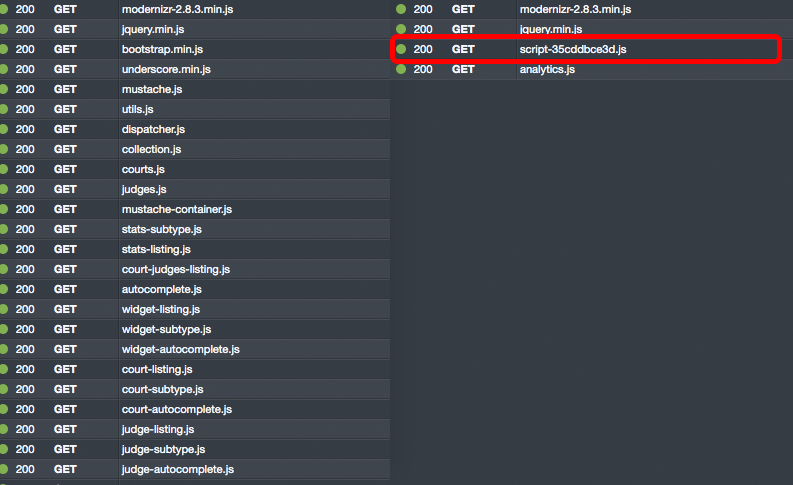 200 GET modernizr-2.8.3.min.js
200 GET jquery.min.js
200 GET bootstrap.min.js
200 GET underscore.min.js
200 GET mustache.js
200 GET utils.js
200 GET dispatcher.js
200 GET collection.js
200 GET courts.js
200 GET judges.js
200 GET mustache-container.js
200 GET stats-subtype.js
200 GET stats-listing.js
200 GET court-judges-listing.js
200 GET autocomplete.js
200 GET widget-listing.js
200 GET widget-subtype.js
200 GET widget-autocomplete.js
200 GET court-listing.js
200 GET court-subtype.js
200 GET court-autocomplete.js
200 GET judge-listing.js
200 GET judge-subtype.js
200 GET judge-autocomplete.js
200 GET modernizr-2.8.3.min.js
200 GET jquery.min.js
200 GET script-35cddbce3d.js
200 GET analytics.js